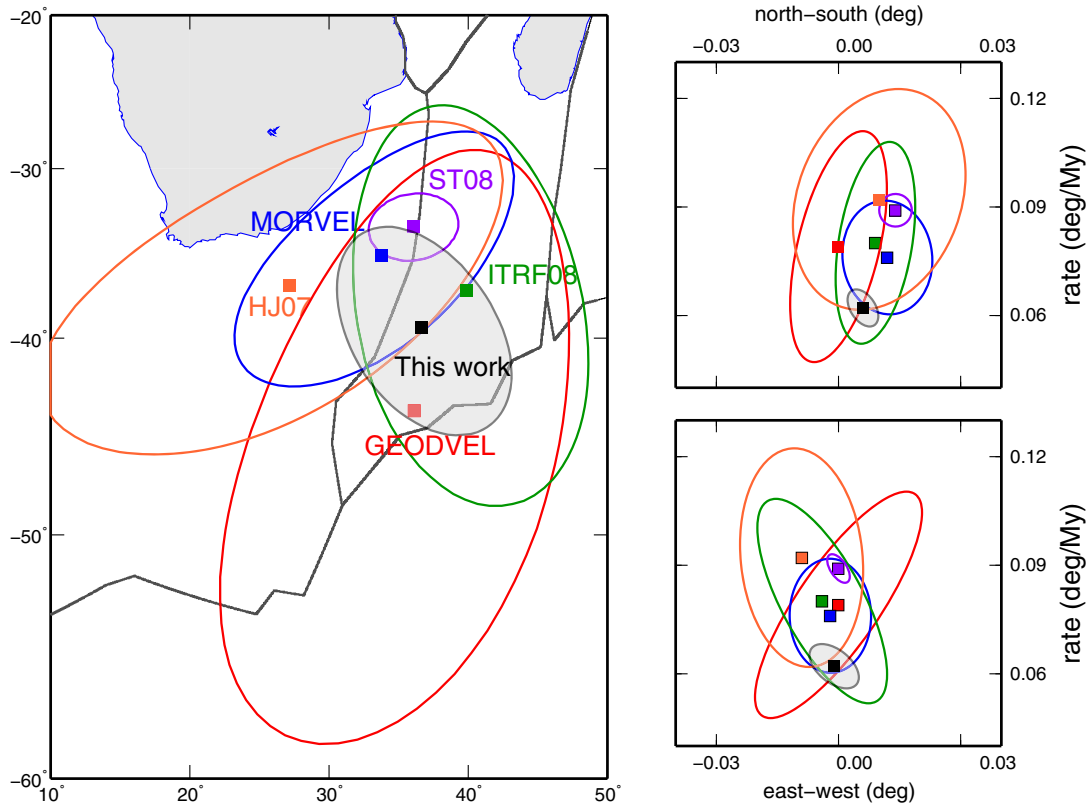 −20°
−30°
−40°
−50°
−60°
10°
20°
30°
40°
50°
ST08
MORVEL
ITRF08
HJ07
This work
GEODVEL
north−south (deg)
−0.03
0.00
0.03
0.12
0.09
0.06
rate (deg/My)
0.12
0.09
0.06
rate (deg/My)
−0.03
0.00
0.03
east−west (deg)